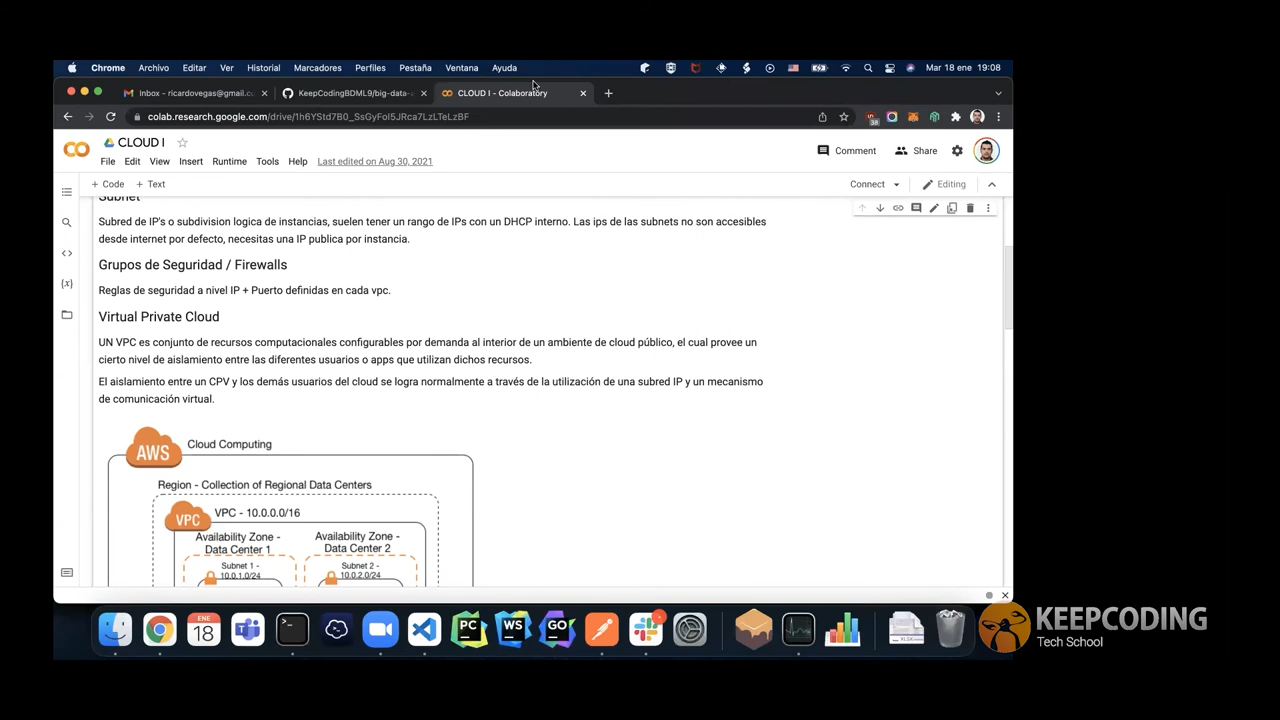 Chrome Archivo Editar Ver Historial Marcadores Perfiles Pestaña Ventana Ayuda Mar 18 ene 19:08
Inbox - ricardovegas@gmail.c
KeepCodingBDML9/big-data-
CLOUD I - Colaboratory
colab.research.google.com/drive/1h6YStd7B0_SsGyFoI5JRca7LzLTeLzBF
38
CLOUD I
File Edit View Insert Runtime Tools Help Last edited on Aug 30, 2021
Comment Share
+ Code + Text Connect Editing
Subnet
Subred de IP's o subdivision logica de instancias, suelen tener un rango de IPs con un DHCP interno. Las ips de las subnets no son accesibles
desde internet por defecto, necesitas una IP publica por instancia.
Grupos de Seguridad / Firewalls
Reglas de seguridad a nivel IP + Puerto definidas en cada vpc.
Virtual Private Cloud
UN VPC es conjunto de recursos computacionales configurables por demanda al interior de un ambiente de cloud público, el cual provee un
cierto nivel de aislamiento entre las diferentes usuarios o apps que utilizan dichos recursos.
El aislamiento entre un CPV y los demás usuarios del cloud se logra normalmente a través de la utilización de una subred IP y un mecanismo
de comunicación virtual.
AWS
Cloud Computing
Region - Collection of Regional Data Centers
VPC
VPC - 10.0.0.0/16
Availability Zone -
Data Center 1
Availability Zone -
Data Center 2
Subnet 1 -
10.0.1.0/24
Subnet 2 -
10.0.2.0/24
ENE
18
PC
WS
GO
XLSX
KEEPCODING
Tech School